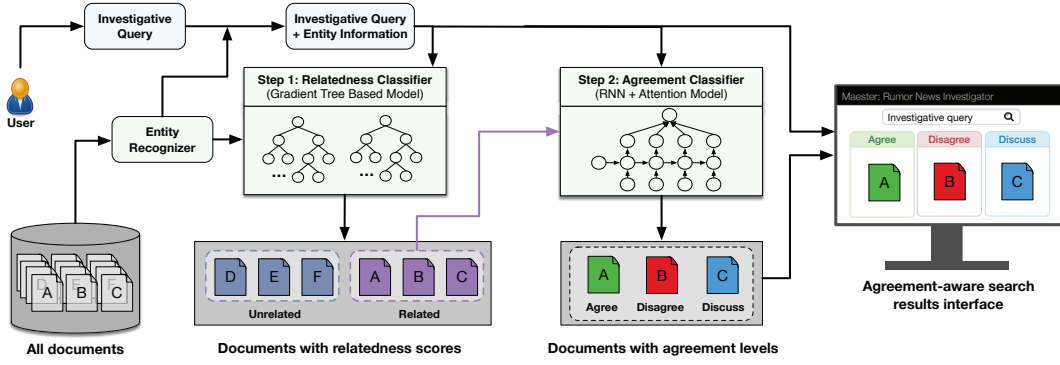 Investigative
Query
Investigative Query
+ Entity Information
User
Entity
Recognizer
Step 1: Relatedness Classifier
(Gradient Tree Based Model)
...
...
Step 2: Agreement Classifier
(RNN + Attention Model)
Maester: Rumor News Investigator
Investigative query
Agree
Disagree
Discuss
A
B
C
Agreement-aware search
results interface
D
E
F
A
B
C
All documents
D
E
F
A
B
C
Unrelated
Related
Documents with relatedness scores
A
B
C
Agree
Disagree
Discuss
Documents with agreement levels